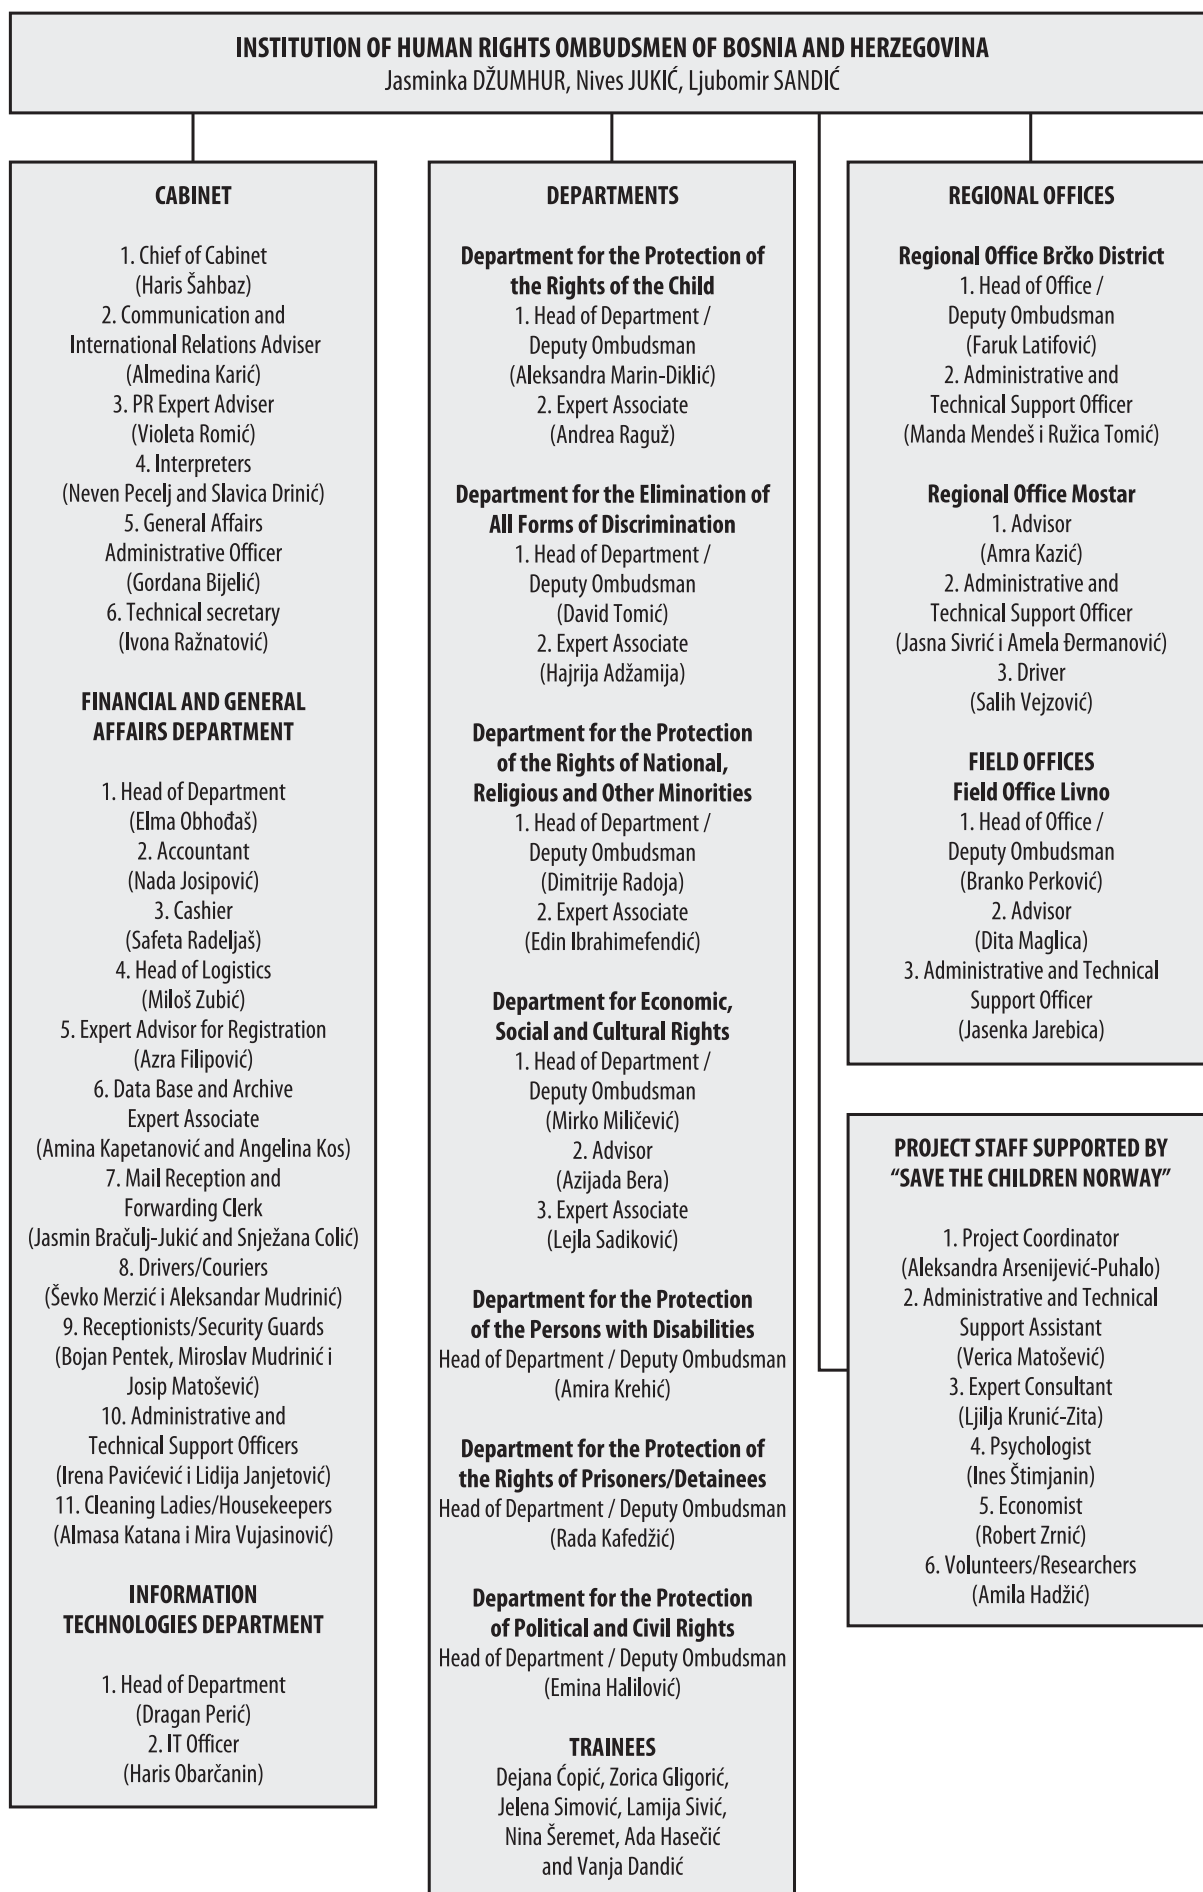 INSTITUTION OF HUMAN RIGHTS OMBUDSMEN OF BOSNIA AND HERZEGOVINA
Jasminka DŽUMHUR, Nives JUKIĆ, Ljubomir SANDIĆ
CABINET
1. Chief of Cabinet
(Haris Šahbaz)
2. Communication and
International Relations Adviser
(Almedina Karić)
3. PR Expert Adviser
(Violeta Romić)
4. Interpreters
(Neven Pecelj and Slavica Drinić)
5. General Affairs
Administrative Officer
(Gordana Bijelić)
6. Technical secretary
(Ivona Ražnatović)
FINANCIAL AND GENERAL
AFFAIRS DEPARTMENT
1. Head of Department
(Elma Obhođaš)
2. Accountant
(Nada Josipović)
3. Cashier
(Safeta Radeljaš)
4. Head of Logistics
(Miloš Zubić)
5. Expert Advisor for Registration
(Azra Filipović)
6. Data Base and Archive
Expert Associate
(Amina Kapetanović and Angelina Kos)
7. Mail Reception and
Forwarding Clerk
(Jasmin Bračulj-Jukić and Snježana Colić)
8. Drivers/Couriers
(Ševko Merzić i Aleksandar Mudrinić)
9. Receptionists/Security Guards
(Bojan Pentek, Miroslav Mudrinić i
Josip Matošević)
10. Administrative and
Technical Support Officers
(Irena Pavićević i Lidija Janjetović)
11. Cleaning Ladies/Housekeepers
(Almasa Katana i Mira Vujasinović)
INFORMATION
TECHNOLOGIES DEPARTMENT
1. Head of Department
(Dragan Perić)
2. IT Officer
(Haris Obarčanin)
DEPARTMENTS
Department for the Protection of
the Rights of the Child
1. Head of Department /
Deputy Ombudsman
(Aleksandra Marin-Diklić)
2. Expert Associate
(Andrea Raguž)
Department for the Elimination of
All Forms of Discrimination
1. Head of Department /
Deputy Ombudsman
(David Tomić)
2. Expert Associate
(Hajrija Adžamija)
Department for the Protection
of the Rights of National,
Religious and Other Minorities
1. Head of Department /
Deputy Ombudsman
(Dimitrije Radoja)
2. Expert Associate
(Edin Ibrahimefendić)
Department for Economic,
Social and Cultural Rights
1. Head of Department /
Deputy Ombudsman
(Mirko Miličević)
2. Advisor
(Azijada Bera)
3. Expert Associate
(Lejla Sadiković)
Department for the Protection
of the Persons with Disabilities
Head of Department / Deputy Ombudsman
(Amira Krehić)
Department for the Protection of
the Rights of Prisoners/Detainees
Head of Department / Deputy Ombudsman
(Rada Kafedžić)
Department for the Protection
of Political and Civil Rights
Head of Department / Deputy Ombudsman
(Emina Halilović)
TRAINEES
Dejana Ćopić, Zorica Gligorić,
Jelena Simović, Lamija Sivić,
Nina Šeremet, Ada Hasečić
and Vanja Dandić
REGIONAL OFFICES
Regional Office Brčko District
1. Head of Office /
Deputy Ombudsman
(Faruk Latifović)
2. Administrative and
Technical Support Officer
(Manda Mendeš i Ružica Tomić)
Regional Office Mostar
1. Advisor
(Amra Kazić)
2. Administrative and
Technical Support Officer
(Jasna Sivrić i Amela Đermanović)
3. Driver
(Salih Vejzović)
FIELD OFFICES
Field Office Livno
1. Head of Office /
Deputy Ombudsman
(Branko Perković)
2. Advisor
(Dita Maglica)
3. Administrative and Technical
Support Officer
(Jasenka Jarebica)
PROJECT STAFF SUPPORTED BY
“SAVE THE CHILDREN NORWAY”
1. Project Coordinator
(Aleksandra Arsenijević-Puhalo)
2. Administrative and Technical
Support Assistant
(Verica Matošević)
3. Expert Consultant
(Ljilja Krunić-Zita)
4. Psychologist
(Ines Štimjanin)
5. Economist
(Robert Zrnić)
6. Volunteers/Researchers
(Amila Hadžić)